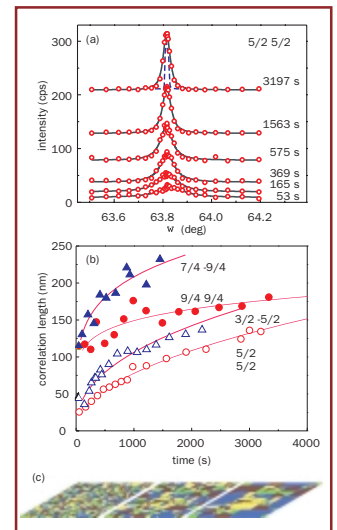 (a)
5/2 5/2
3197 s
1563 s
575 s
369 s
165 s
53 s
intensity (cps)
300
200
100
0
63.6 63.8 64.0 64.2
w (deg)
(b)
7/4 -9/4
9/4 9/4
3/2 -5/2
5/2
5/2
correlation length (nm)
250
200
150
100
50
0
0 1000 2000 3000 4000
time (s)
(c)